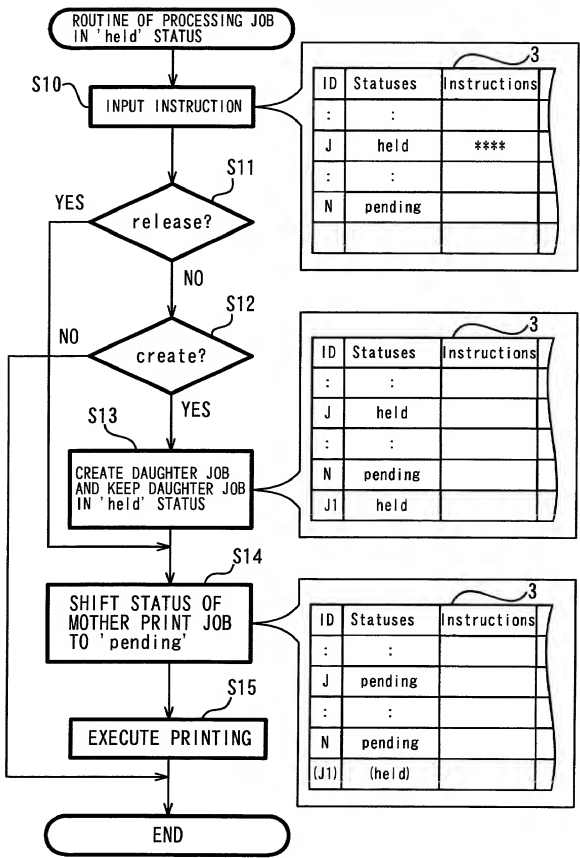 ROUTINE OF PROCESSING JOB
IN 'held' STATUS
S10
INPUT INSTRUCTION
3
ID Statuses Instructions
: :
J held ****
: :
N pending
S11
YES
release?
NO
S12
NO
create?
YES
3
ID Statuses Instructions
: :
J held
: :
N pending
J1 held
S13
CREATE DAUGHTER JOB
AND KEEP DAUGHTER JOB
IN 'held' STATUS
S14
SHIFT STATUS OF
MOTHER PRINT JOB
TO 'pending'
3
ID Statuses Instructions
: :
J pending
: :
N pending
(J1) (held)
S15
EXECUTE PRINTING
END